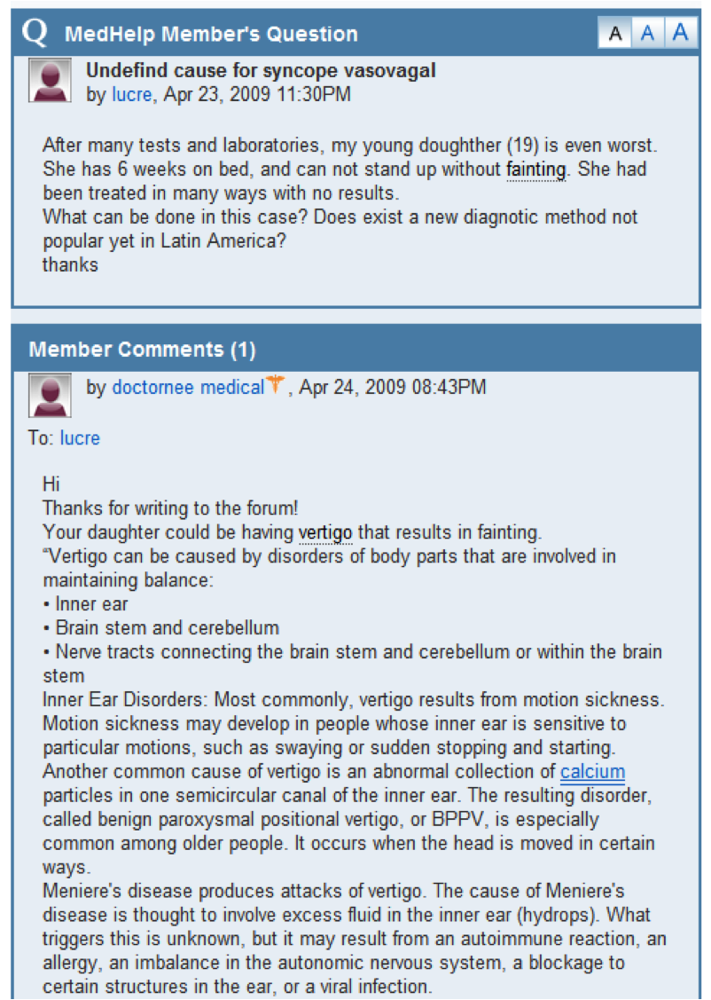 Q MedHelp Member's Question A A A
Undefind cause for syncope vasovagal
by lucre, Apr 23, 2009 11:30PM
After many tests and laboratories, my young doughther (19) is even worst.
She has 6 weeks on bed, and can not stand up without fainting. She had
been treated in many ways with no results.
What can be done in this case? Does exist a new diagnotic method not
popular yet in Latin America?
thanks
Member Comments (1)
by doctornee medical , Apr 24, 2009 08:43PM
To: lucre
Hi
Thanks for writing to the forum!
Your daughter could be having vertigo that results in fainting.
“Vertigo can be caused by disorders of body parts that are involved in
maintaining balance:
• Inner ear
• Brain stem and cerebellum
• Nerve tracts connecting the brain stem and cerebellum or within the brain
stem
Inner Ear Disorders: Most commonly, vertigo results from motion sickness.
Motion sickness may develop in people whose inner ear is sensitive to
particular motions, such as swaying or sudden stopping and starting.
Another common cause of vertigo is an abnormal collection of calcium
particles in one semicircular canal of the inner ear. The resulting disorder,
called benign paroxysmal positional vertigo, or BPPV, is especially
common among older people. It occurs when the head is moved in certain
ways.
Meniere's disease produces attacks of vertigo. The cause of Meniere's
disease is thought to involve excess fluid in the inner ear (hydrops). What
triggers this is unknown, but it may result from an autoimmune reaction, an
allergy, an imbalance in the autonomic nervous system, a blockage to
certain structures in the ear, or a viral infection.